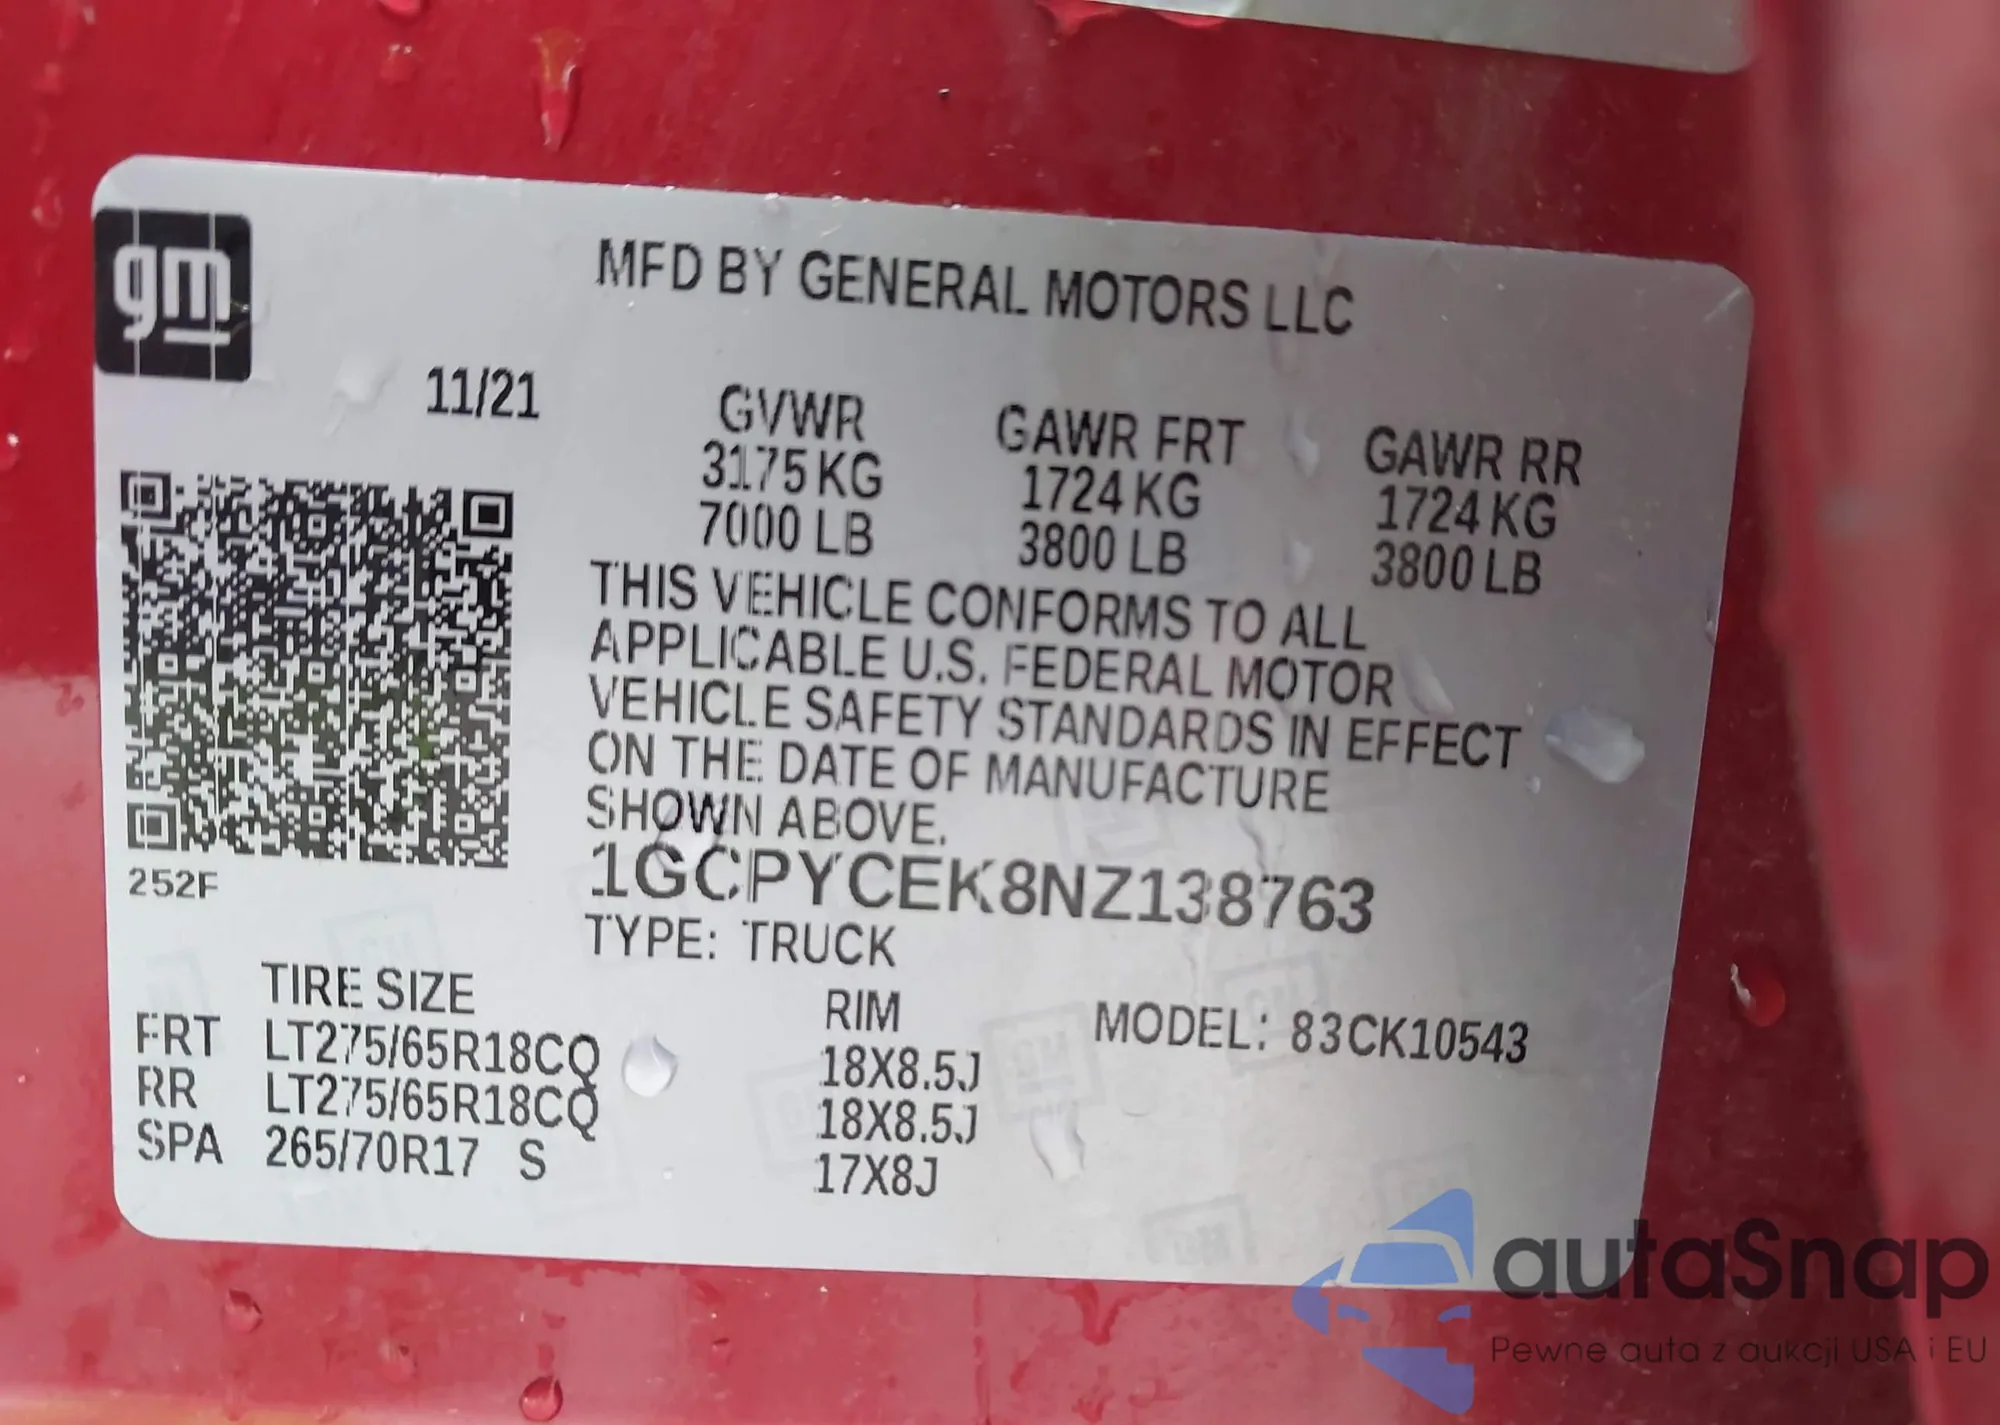 gm
MFD BY GENERAL MOTORS LLC
11/21
GVWR GAWR FRT GAWR RR
3175 KG 1724 KG 1724 KG
7000 LB 3800 LB 3800 LB
THIS VEHICLE CONFORMS TO ALL
APPLICABLE U.S. FEDERAL MOTOR
VEHICLE SAFETY STANDARDS IN EFFECT
ON THE DATE OF MANUFACTURE
SHOWN ABOVE.
252F
1GCPYCEK8NZ138763
TYPE: TRUCK
TIRE SIZE RIM MODEL: 83CK10543
FRT LT275/65R18CQ 18X8.5J
RR LT275/65R18CQ 18X8.5J
SPA 265/70R17 S 17X8J
autaSnap
Pewne auta z aukcji USA i EU